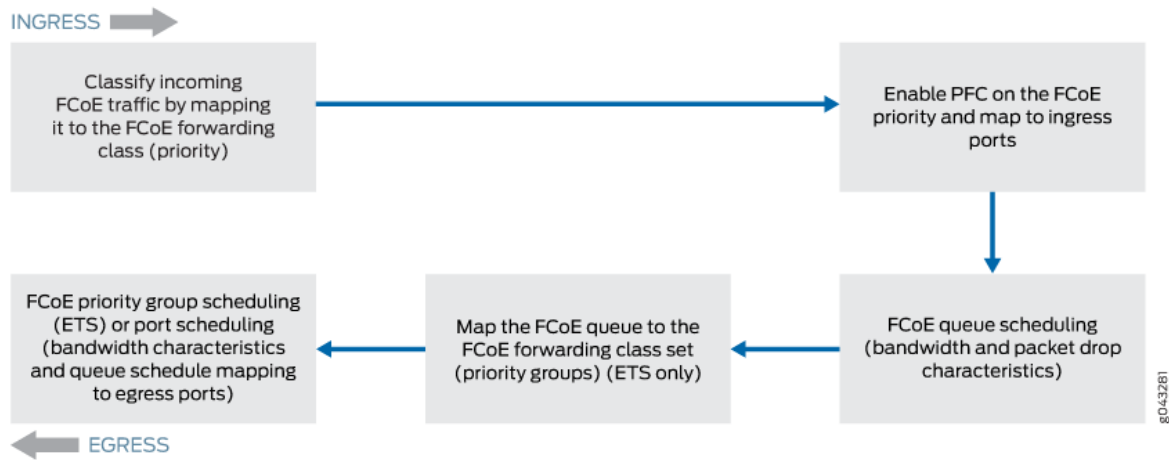 INGRESS
Classify incoming
FCoE traffic by mapping
it to the FCoE forwarding
class (priority)
Enable PFC on the FCoE
priority and map to ingress
ports
FCoE queue scheduling
(bandwidth and packet drop
characteristics)
Map the FCoE queue to the
FCoE forwarding class set
(priority groups) (ETS only)
FCoE priority group scheduling
(ETS) or port scheduling
(bandwidth characteristics
and queue schedule mapping
to egress ports)
EGRESS
g043281